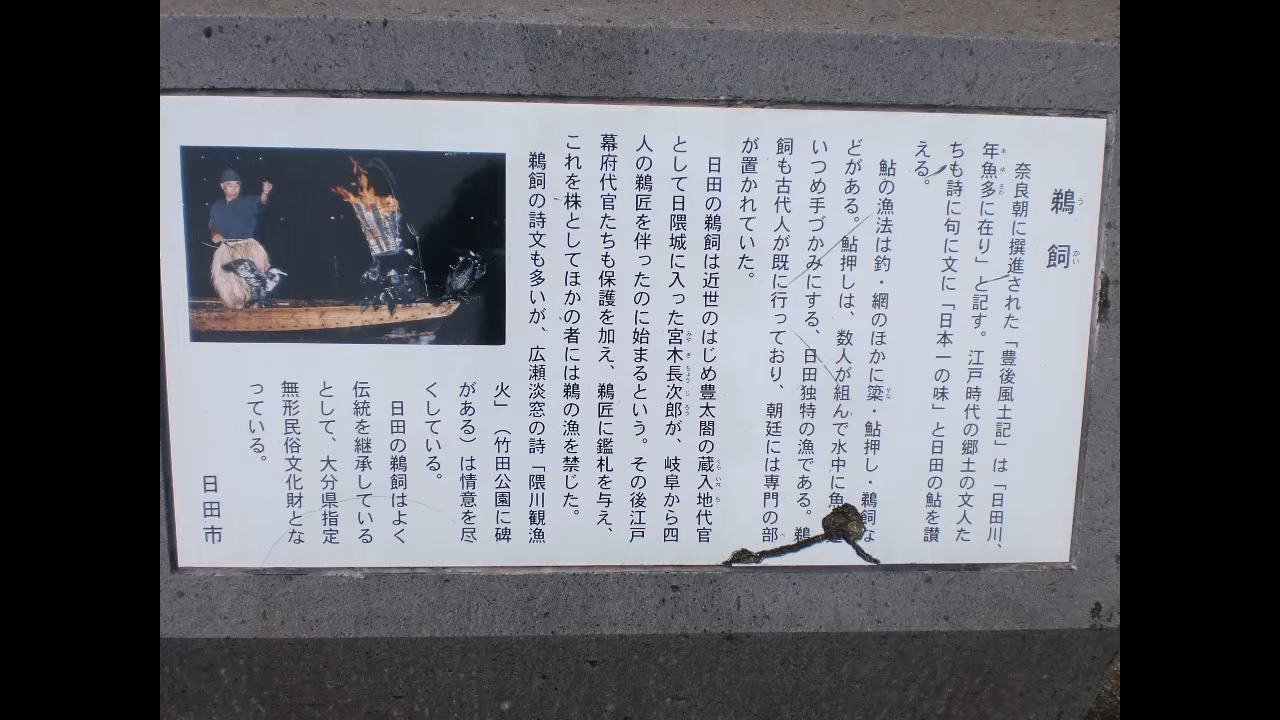 鵜飼
奈良朝に撰進された「豊後風土記」は「日田川、
年魚多に在り」と記す。江戸時代の郷土の文人た
ちも詩に句に文に「日本一の味」と日田の鮎を讃
える。
鮎の漁法は釣・網のほかに簗・鮎押し・鵜飼な
どがある。鮎押しは、数人が組んで水中に魚
いつめ手づかみにする、日田独特の漁である。鵜
飼も古代人が既に行っており、朝廷には専門の部
が置かれていた。
日田の鵜飼は近世のはじめ豊太閤の蔵入地代官
として日隈城に入った宮木長次郎が、岐阜から四
人の鵜匠を伴ったのに始まるという。その後江戸
幕府代官たちも保護を加え、鵜匠に鑑札を与え、
これを株としてほかの者には鵜の漁を禁じた。
鵜飼の詩文も多いが、広瀬淡窓の詩「隈川観漁
火」（竹田公園に碑
がある）は情意を尽
くしている。
日田の鵜飼はよく
伝統を継承している
として、大分県指定
無形民俗文化財とな
っている。
日田市